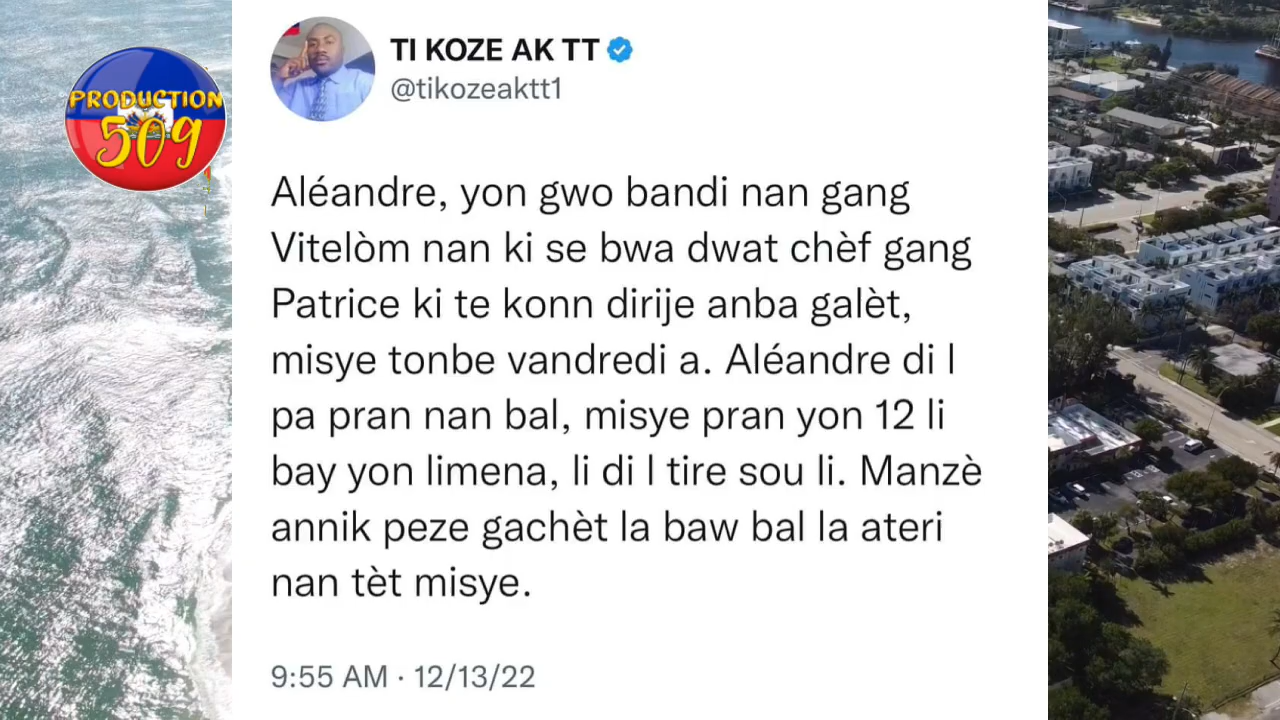 PRODUCTION
509
TI KOZE AK TT
@tikozeaktt1
Aléandre, yon gwo bandi nan gang
Vitelòm nan ki se bwa dwat chèf gang
Patrice ki te konn dirije anba galèt,
misye tonbe vandredi a. Aléandre di l
pa pran nan bal, misye pran yon 12 li
bay yon limena, li di l tire sou li. Manzè
annik peze gachèt la baw bal la ateri
nan tèt misye.
9:55 AM · 12/13/22